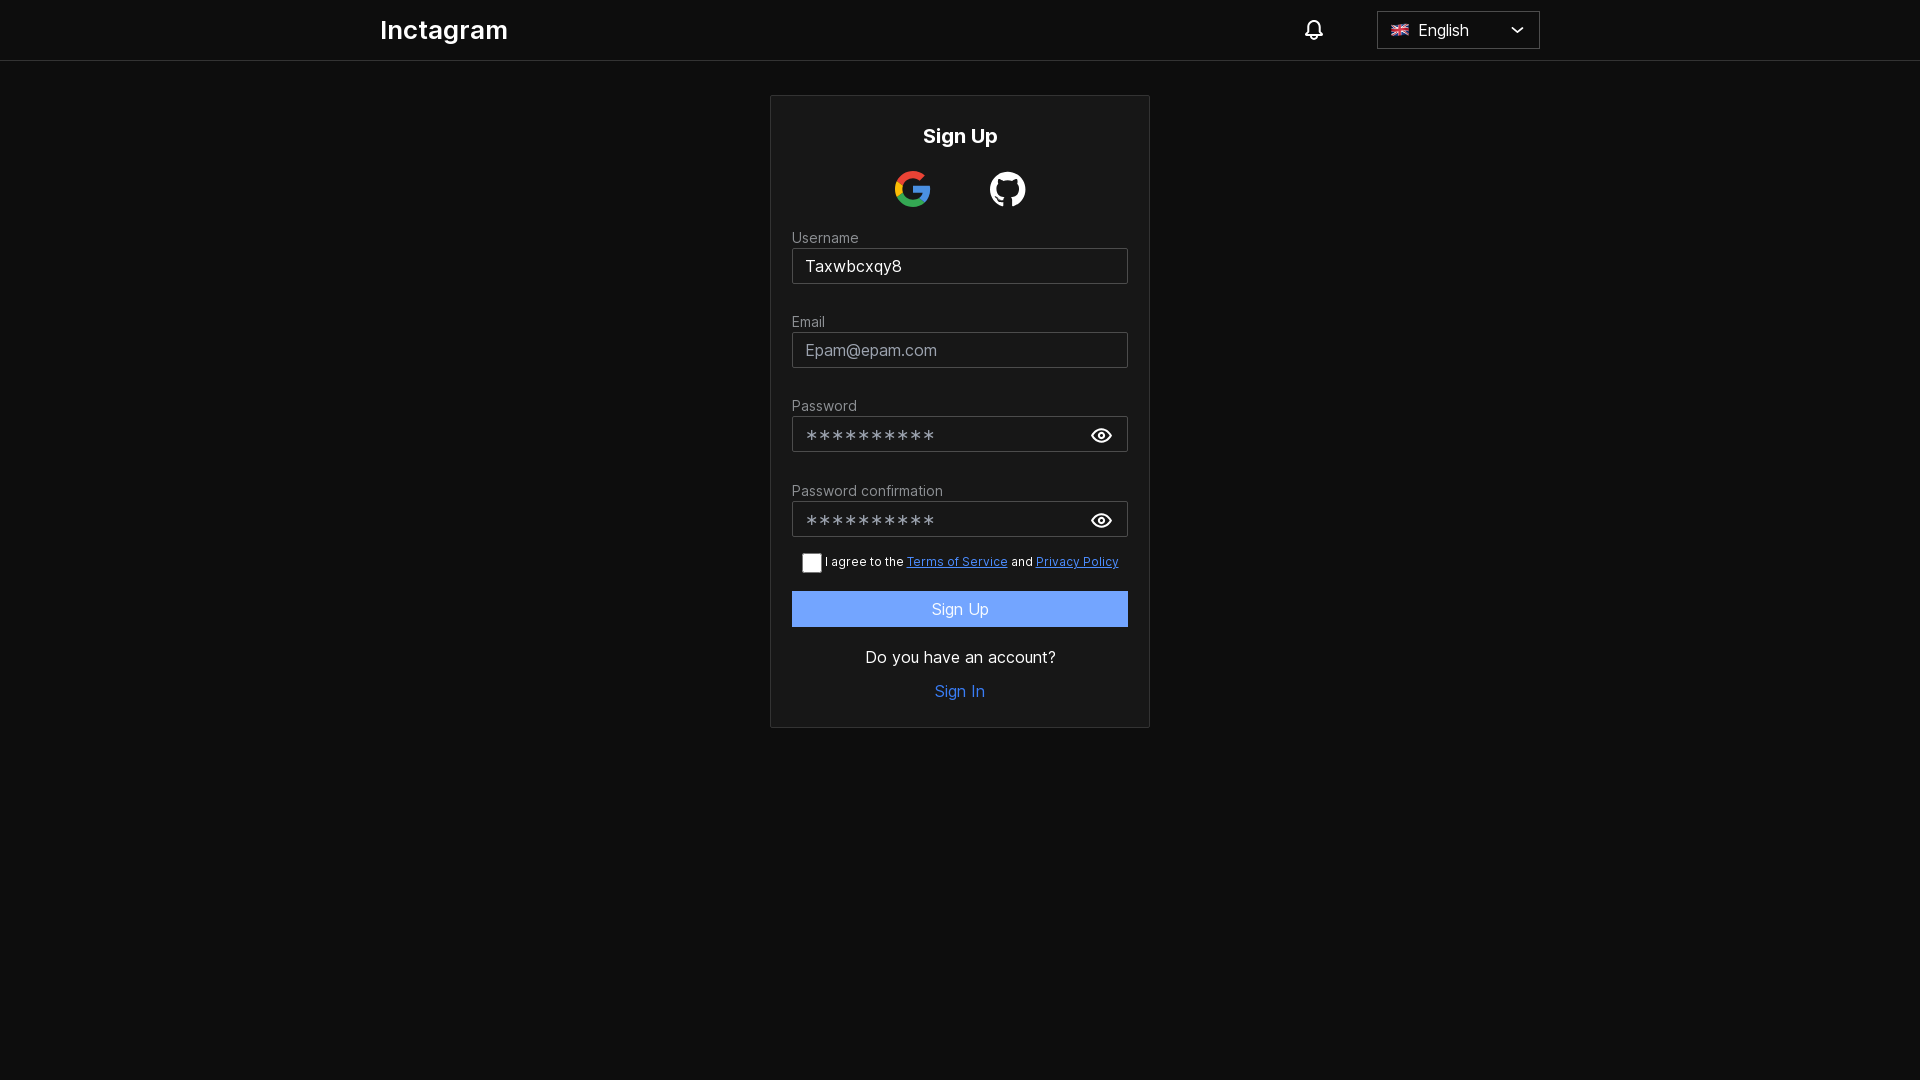 Inctagram
English
Sign Up
Username
Taxwbcxqy8
Email
Epam@epam.com
Password
**********
Password confirmation
**********
I agree to the Terms of Service and Privacy Policy
Sign Up
Do you have an account?
Sign In